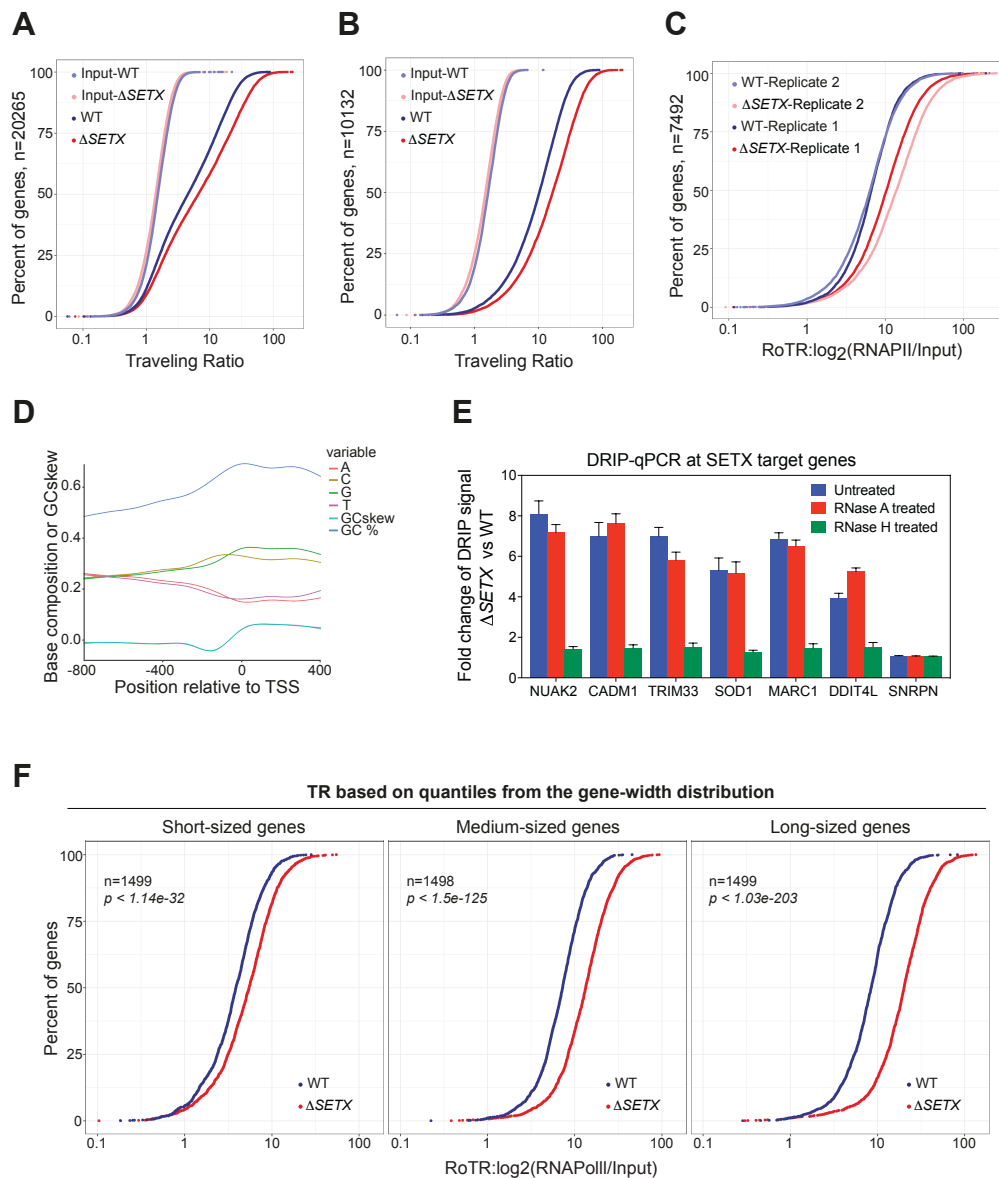 A
Percent of genes, n=20265
100
75
50
25
0
Input-WT
Input-ΔSETX
WT
ΔSETX
0.1 1 10 100
Traveling Ratio
B
Percent of genes, n=10132
100
75
50
25
0
Input-WT
Input-ΔSETX
WT
ΔSETX
0.1 1 10 100
Traveling Ratio
C
Percent of genes, n=7492
100
75
50
25
0
WT-Replicate 2
ΔSETX-Replicate 2
WT-Replicate 1
ΔSETX-Replicate 1
0.1 1 10 100
RoTR:log2(RNAPII/Input)
D
Base composition or GCskew
0.6
0.4
0.2
0.0
variable
A
C
G
T
GCskew
GC %
-800 -400 0 400
Position relative to TSS
E
DRIP-qPCR at SETX target genes
Fold change of DRIP signal
ΔSETX vs WT
10
8
6
4
2
0
Untreated
RNase A treated
RNase H treated
NUAK2 CADM1 TRIM33 SOD1 MARC1 DDIT4L SNRPN
F
TR based on quantiles from the gene-width distribution
Short-sized genes Medium-sized genes Long-sized genes
Percent of genes
100
75
50
25
0
n=1499
p < 1.14e-32
WT
ΔSETX
0.1 1 10 100
n=1498
p < 1.5e-125
WT
ΔSETX
0.1 1 10 100
n=1499
p < 1.03e-203
WT
ΔSETX
0.1 1 10 100
RoTR:log2(RNAPolII/Input)